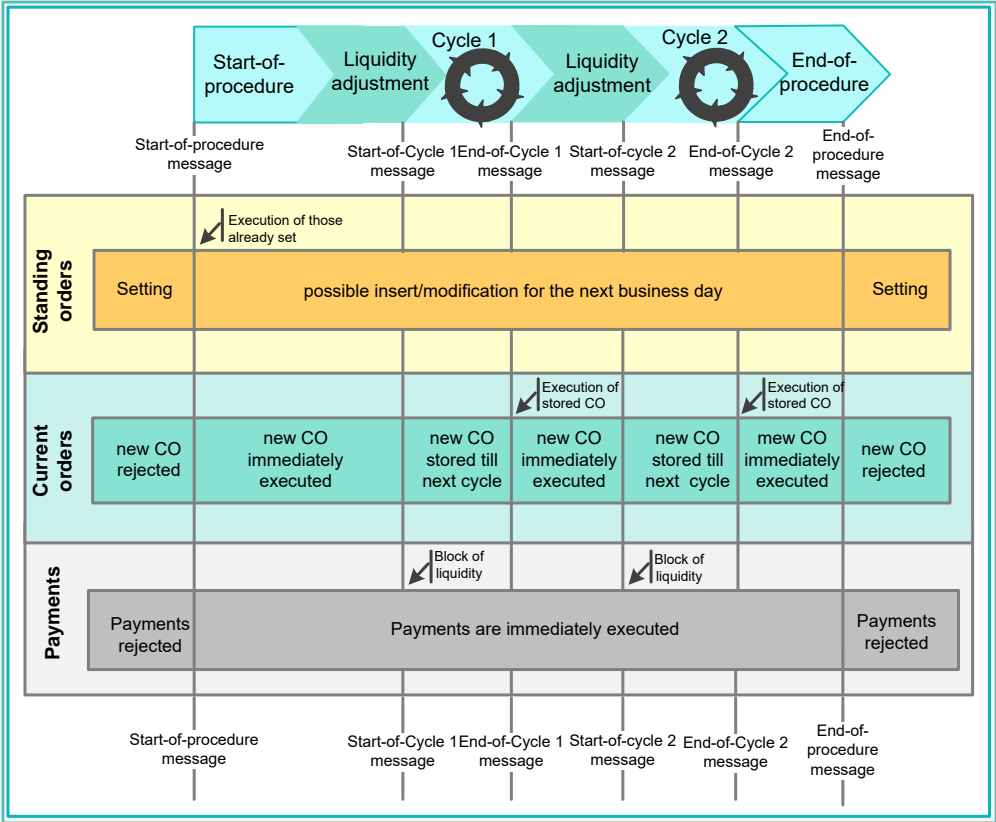 Start-of-
procedure
Liquidity
adjustment
Cycle 1
Liquidity
adjustment
Cycle 2
End-of-
procedure
Start-of-procedure
message
Start-of-Cycle 1
message
End-of-Cycle 1
message
Start-of-cycle 2
message
End-of-Cycle 2
message
End-of-
procedure
message
Standing
orders
Execution of those
already set
Setting
possible insert/modification for the next business day
Setting
Current
orders
Execution of
stored CO
Execution of
stored CO
new CO
rejected
new CO
immediately
executed
new CO
stored till
next cycle
new CO
immediately
executed
new CO
stored till
next cycle
mew CO
immediately
executed
new CO
rejected
Payments
Block of
liquidity
Block of
liquidity
Payments
rejected
Payments are immediately executed
Payments
rejected
Start-of-procedure
message
Start-of-Cycle 1
message
End-of-Cycle 1
message
Start-of-cycle 2
message
End-of-Cycle 2
message
End-of-
procedure
message